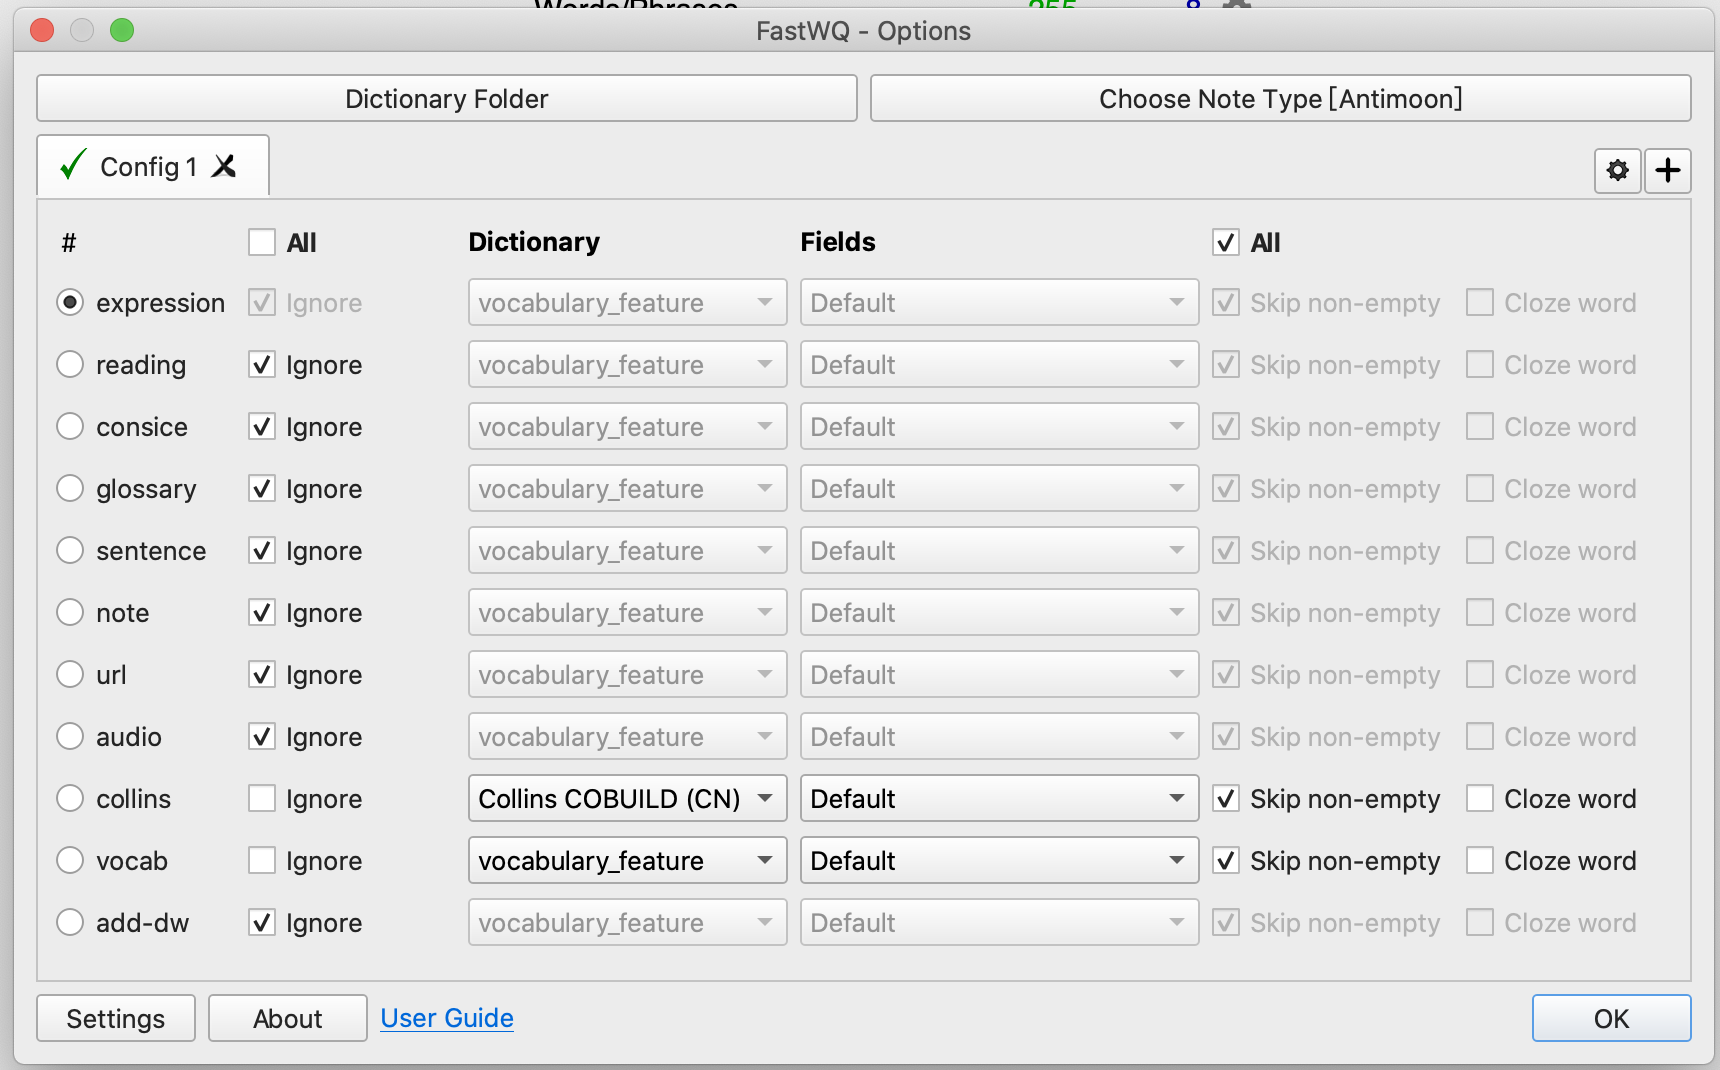 Words/Phrases 255 8
FastWQ - Options
Dictionary Folder Choose Note Type [Antimoon]
Config 1
# All Dictionary Fields All
expression Ignore vocabulary_feature Default Skip non-empty Cloze word
reading Ignore vocabulary_feature Default Skip non-empty Cloze word
consice Ignore vocabulary_feature Default Skip non-empty Cloze word
glossary Ignore vocabulary_feature Default Skip non-empty Cloze word
sentence Ignore vocabulary_feature Default Skip non-empty Cloze word
note Ignore vocabulary_feature Default Skip non-empty Cloze word
url Ignore vocabulary_feature Default Skip non-empty Cloze word
audio Ignore vocabulary_feature Default Skip non-empty Cloze word
collins Ignore Collins COBUILD (CN) Default Skip non-empty Cloze word
vocab Ignore vocabulary_feature Default Skip non-empty Cloze word
add-dw Ignore vocabulary_feature Default Skip non-empty Cloze word
Settings About User Guide OK